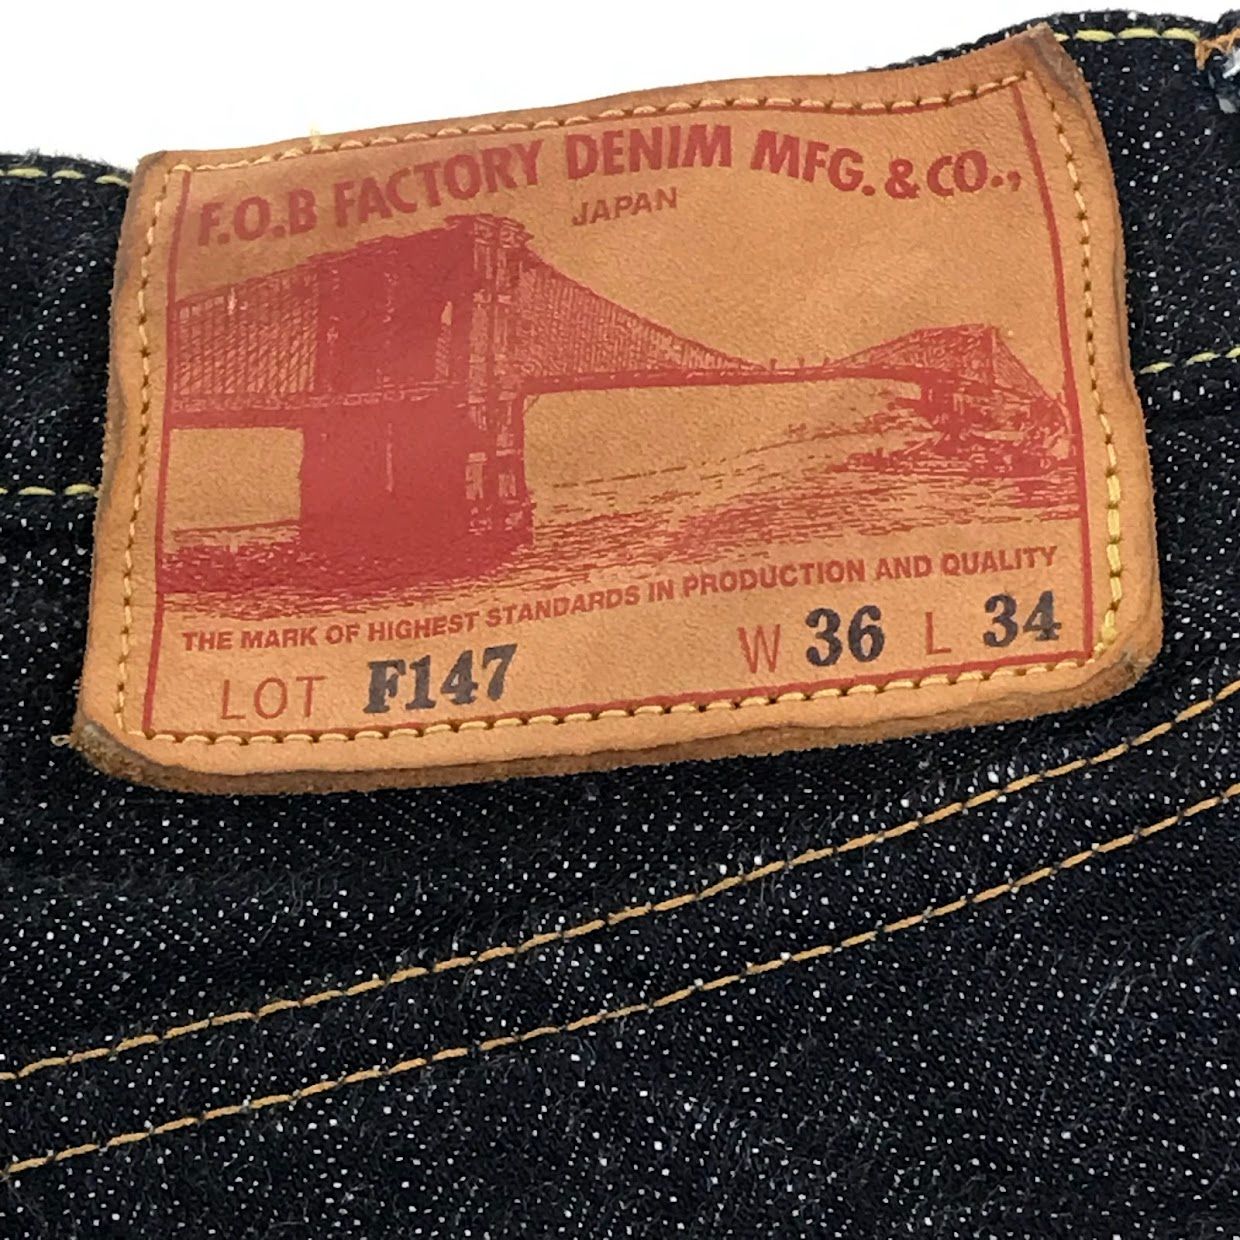 F.O.B FACTORY DENIM MFG. & CO.,
JAPAN
THE MARK OF HIGHEST STANDARDS IN PRODUCTION AND QUALITY
LOT F147 W 36 L 34